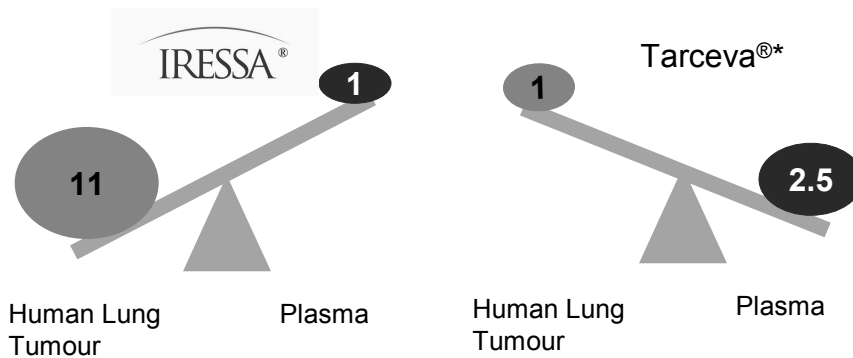 IRESSA®
1
11
Human Lung
Tumour
Plasma
Tarceva®*
1
2.5
Human Lung
Tumour
Plasma